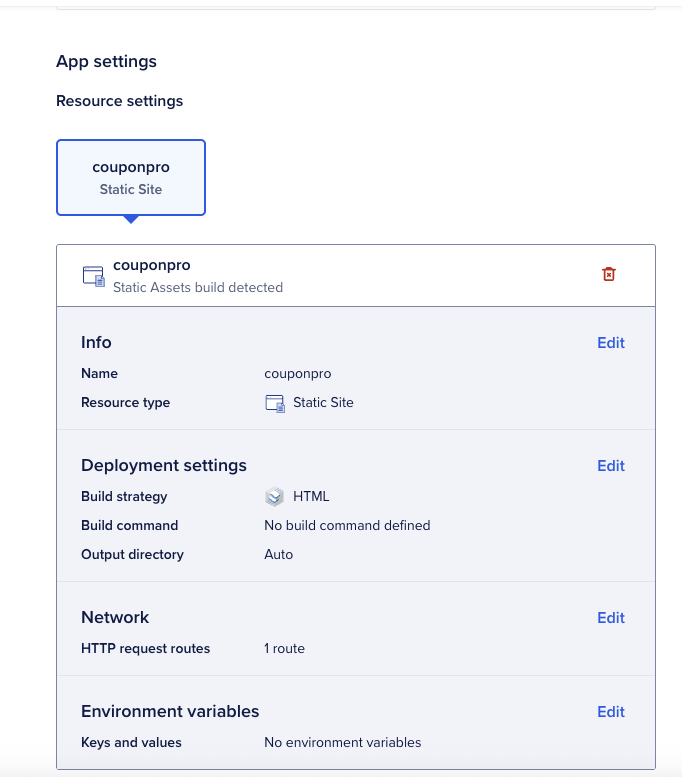 App settings
Resource settings
couponpro
Static Site
couponpro
Static Assets build detected
Info
Edit
Name
couponpro
Resource type
Static Site
Deployment settings
Edit
Build strategy
HTML
Build command
No build command defined
Output directory
Auto
Network
Edit
HTTP request routes
1 route
Environment variables
Edit
Keys and values
No environment variables